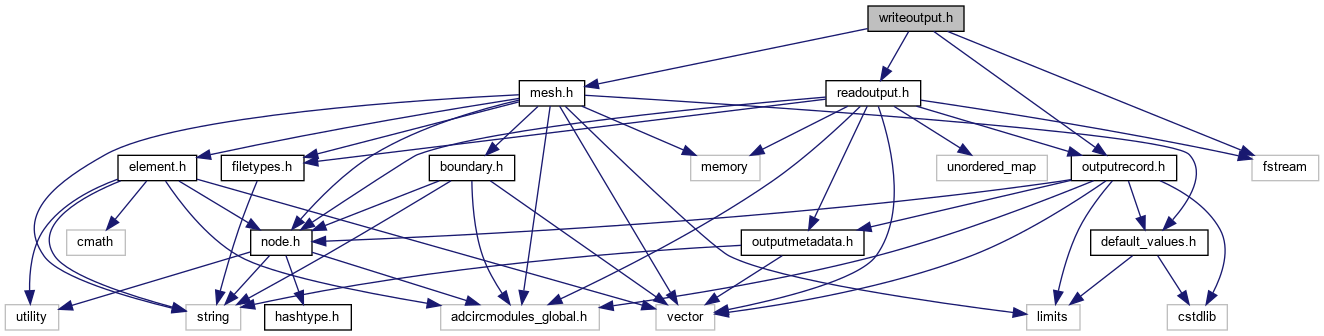 writeoutput.h
mesh.h
readoutput.h
element.h
filetypes.h
boundary.h
memory
unordered_map
outputrecord.h
fstream
cmath
node.h
outputmetadata.h
default_values.h
utility
string
hashtype.h
adcircmodules_global.h
vector
limits
cstdlib